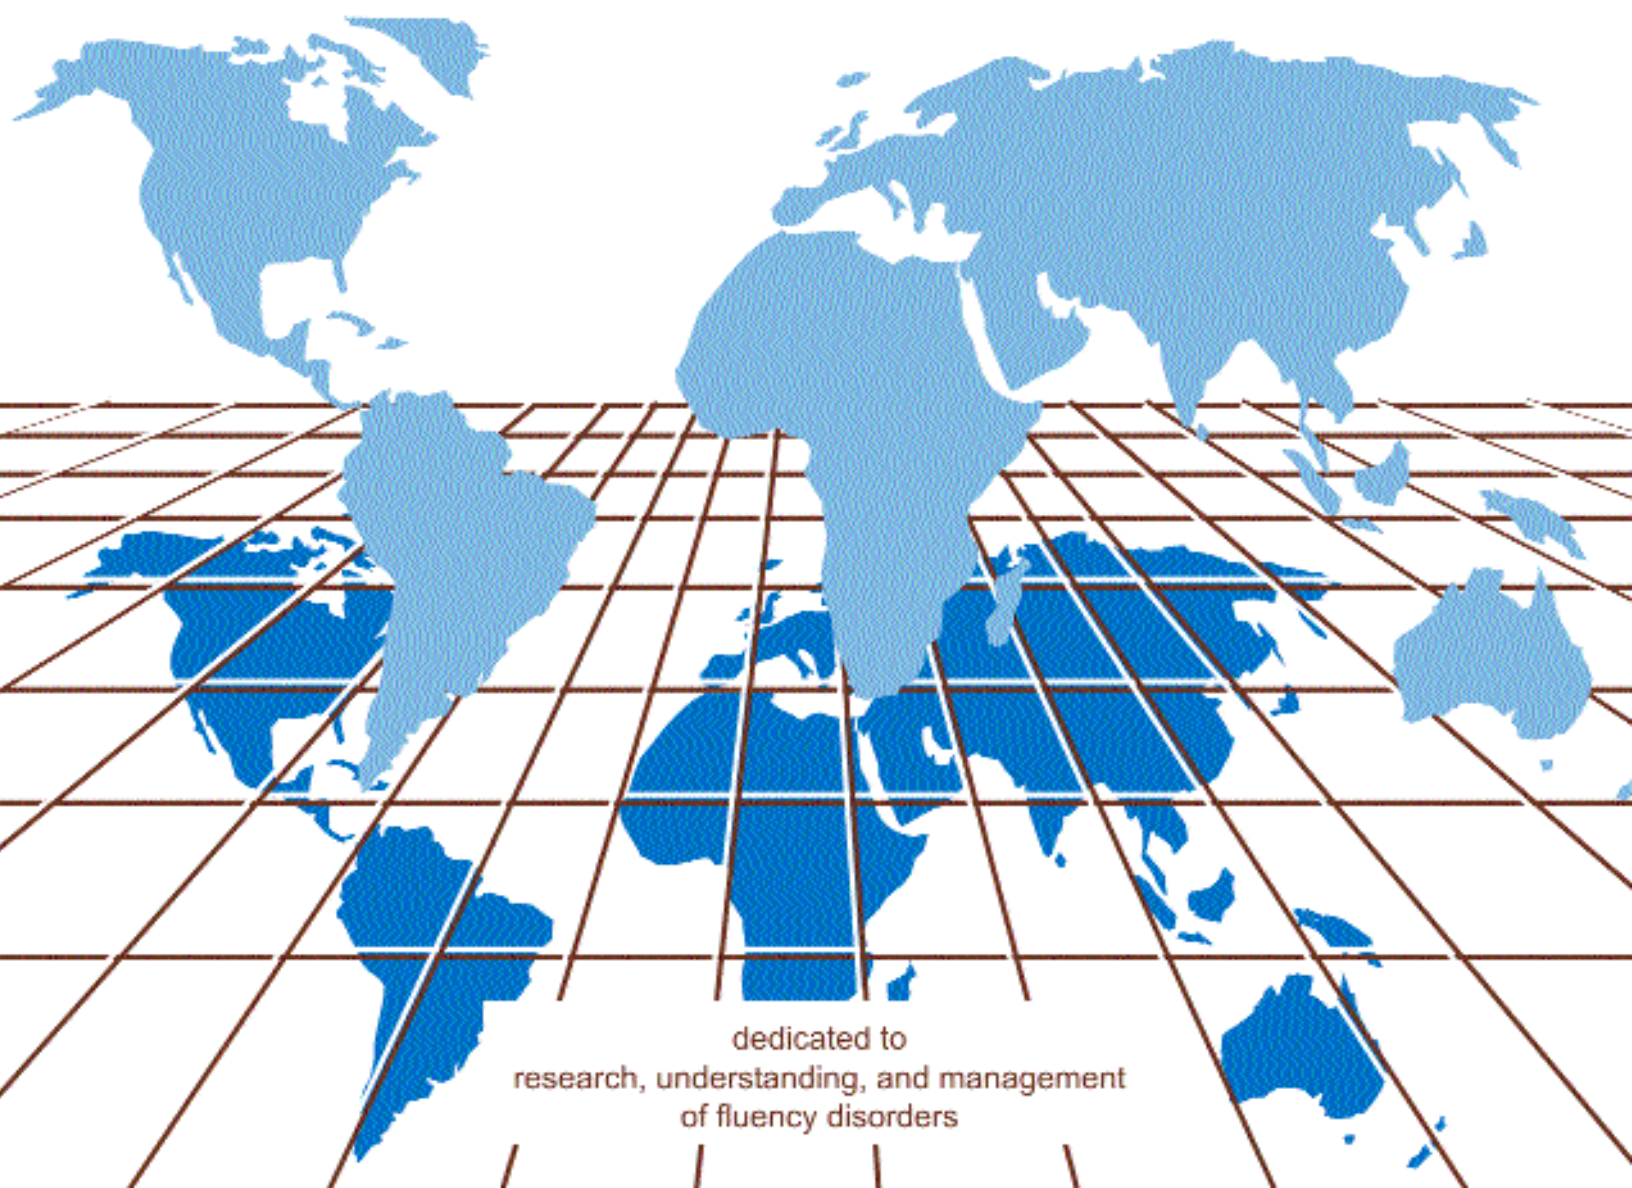 dedicated to
research, understanding, and management
of fluency disorders